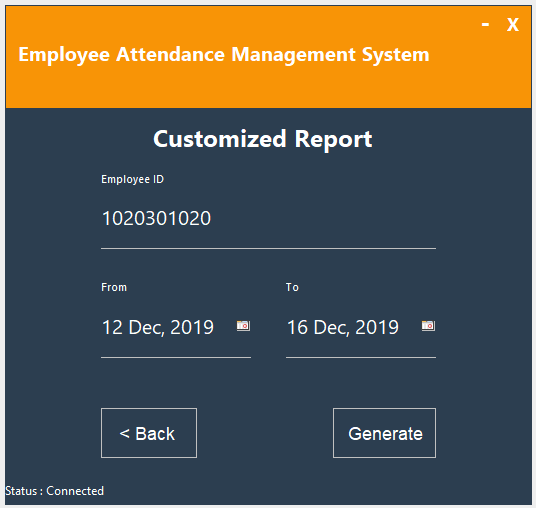 - X
Employee Attendance Management System
Customized Report
Employee ID
1020301020
From To
12 Dec, 2019 16 Dec, 2019
< Back Generate
Status : Connected